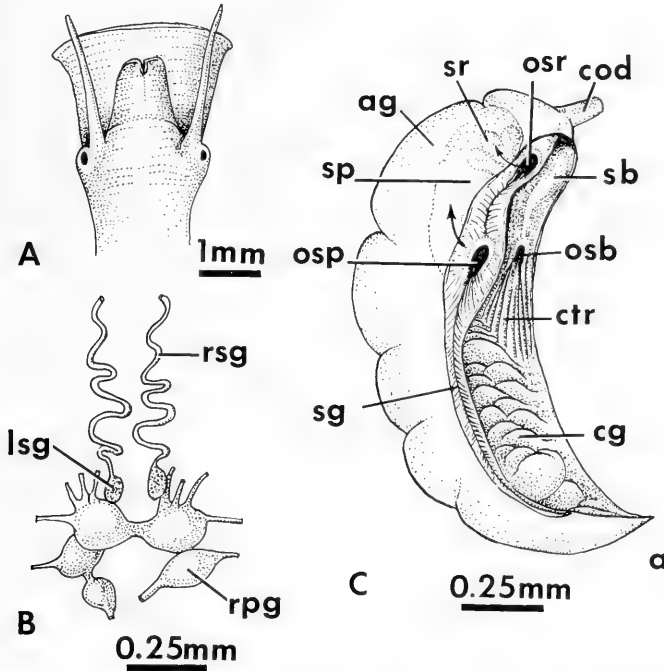 A
1mm
rsg
lsg
rpg
B
0.25mm
sr
osr
cod
ag
sp
sb
osp
osb
ctr
sg
cg
C
0.25mm
a